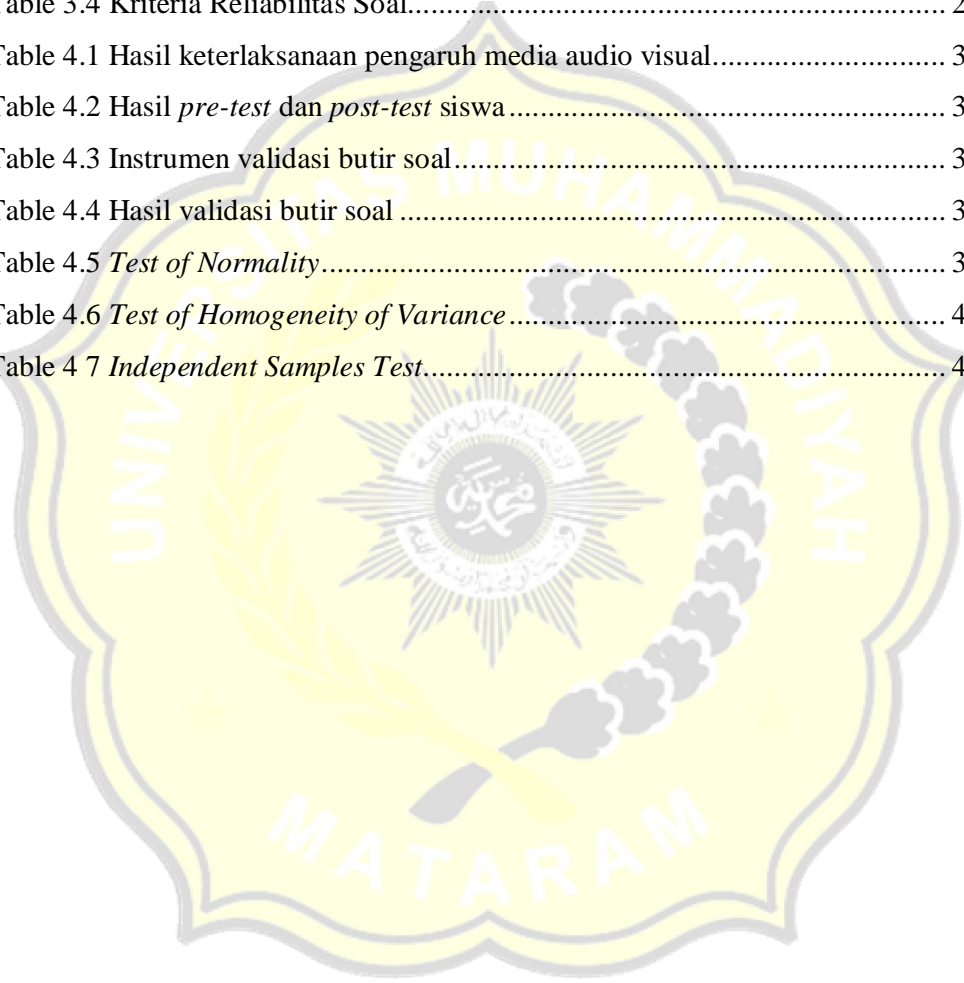 Table 3.4 Kriteria Reliabilitas Soal.......................................................................... 2
Table 4.1 Hasil keterlaksanaan pengaruh media audio visual.............................. 3
Table 4.2 Hasil pre-test dan post-test siswa......................................................... 3
Table 4.3 Instrumen validasi butir soal................................................................ 3
Table 4.4 Hasil validasi butir soal ....................................................................... 3
Table 4.5 Test of Normality.................................................................................. 3
Table 4.6 Test of Homogeneity of Variance......................................................... 4
Table 4 7 Independent Samples Test.................................................................... 4
UNIVERSITAS MUHAMMADIYAH
MATARAM